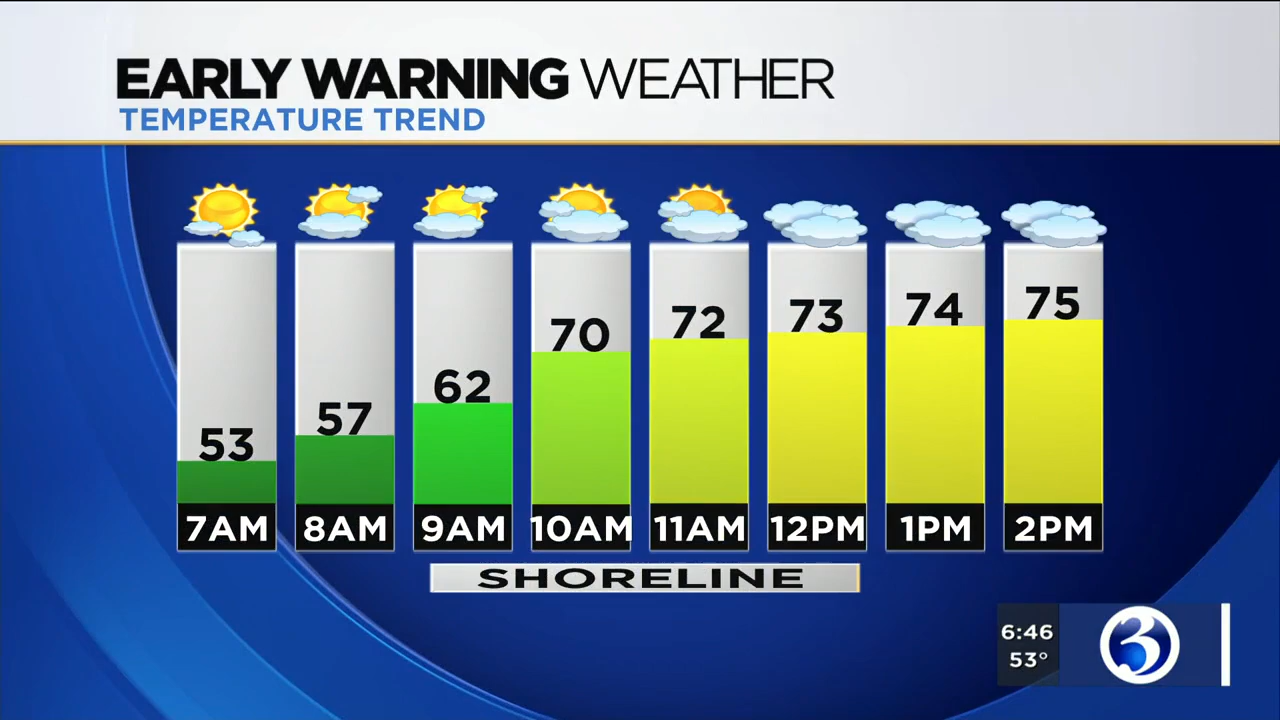 EARLY WARNING WEATHER
TEMPERATURE TREND
53 57 62 70 72 73 74 75
7AM 8AM 9AM 10AM 11AM 12PM 1PM 2PM
SHORELINE
6:46
53°
3